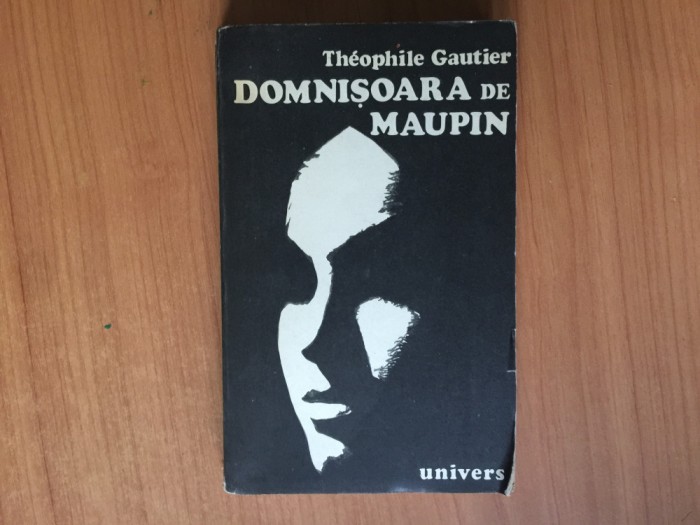 Théophile Gautier
DOMNIȘOARA DE
MAUPIN
univers